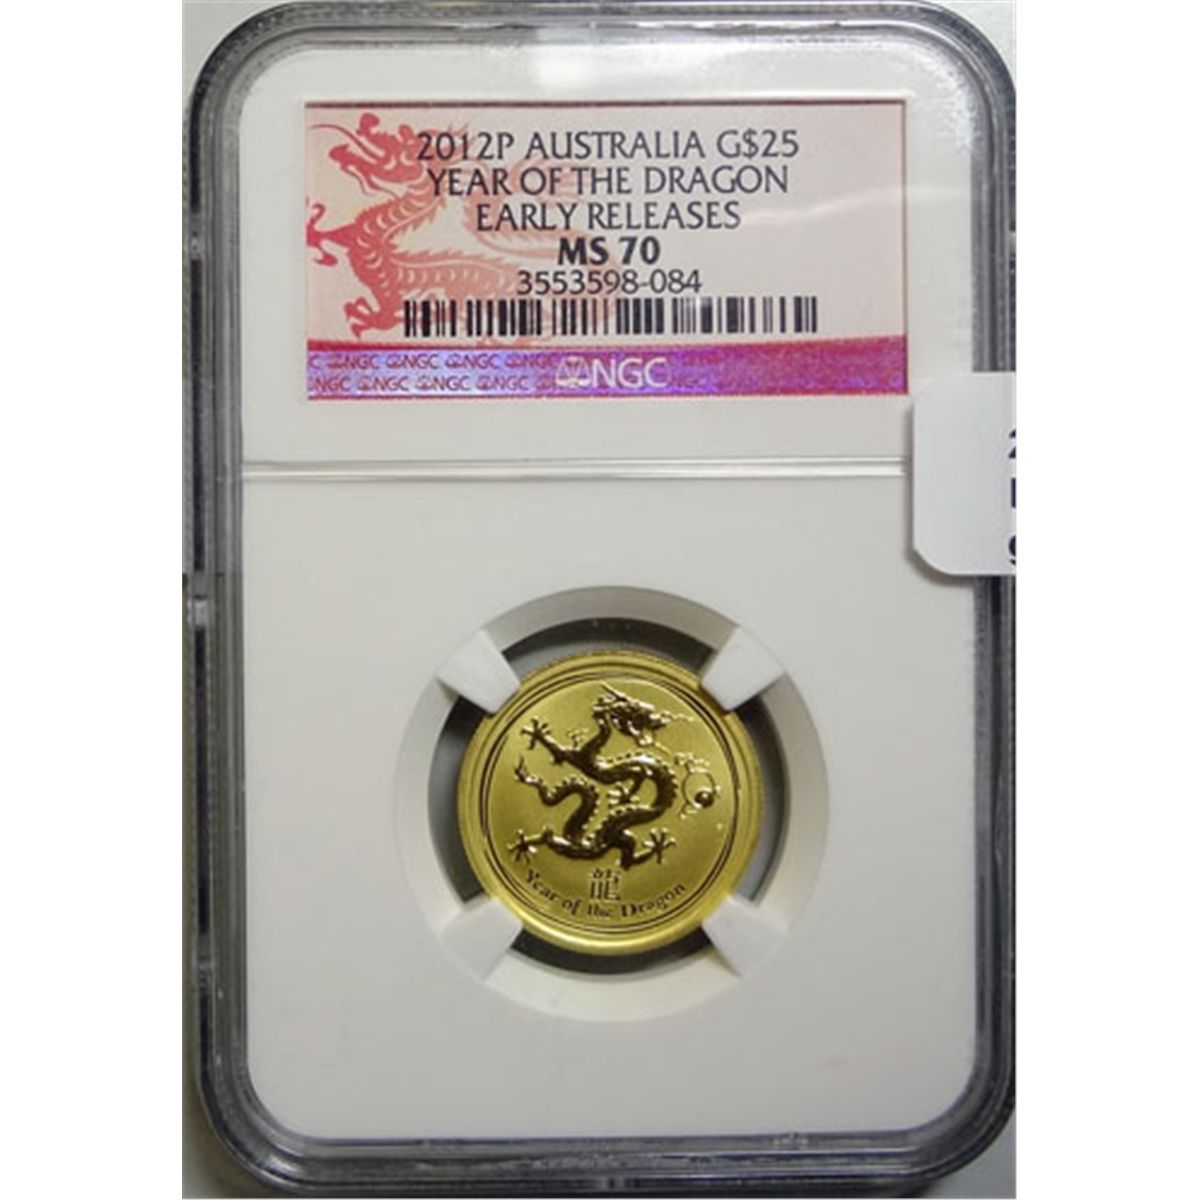 2012P AUSTRALIA G$25
YEAR OF THE DRAGON
EARLY RELEASES
MS 70
3553598-084
NGC NGC NGC NGC NGC
NGC NGC NGC NGC NGC
龍
Year of the Dragon